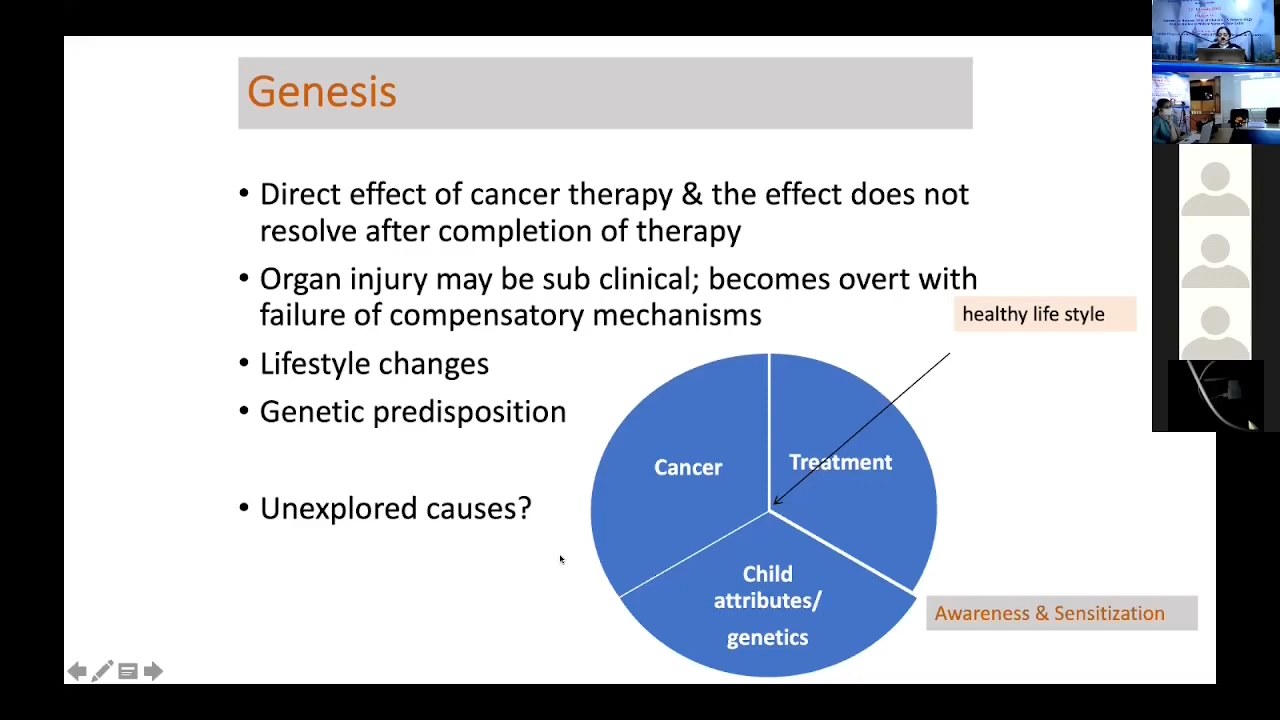 Genesis
• Direct effect of cancer therapy & the effect does not
resolve after completion of therapy
• Organ injury may be sub clinical; becomes overt with
failure of compensatory mechanisms
healthy life style
• Lifestyle changes
• Genetic predisposition
• Unexplored causes?
Cancer
Treatment
Child
attributes/
genetics
Awareness & Sensitization